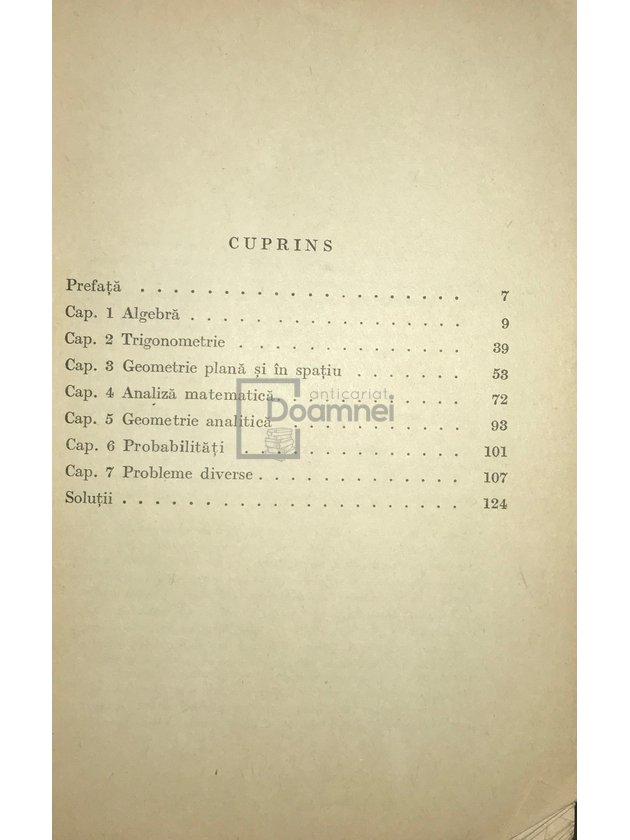 CUPRINS
Prefață . . . . . . . . . . . . . . . . . . . . 7
Cap. 1 Algebră . . . . . . . . . . . . . . . . . 9
Cap. 2 Trigonometrie . . . . . . . . . . . . . . 39
Cap. 3 Geometrie plană și în spațiu . . . . . . . 53
Cap. 4 Analiză matematică . . . . . . . . . . . . 72
Cap. 5 Geometrie analitică . . . . . . . . . . . 93
Cap. 6 Probabilități . . . . . . . . . . . . . . 101
Cap. 7 Probleme diverse . . . . . . . . . . . . . 107
Soluții . . . . . . . . . . . . . . . . . . . . 124
anticariat
Doamnei